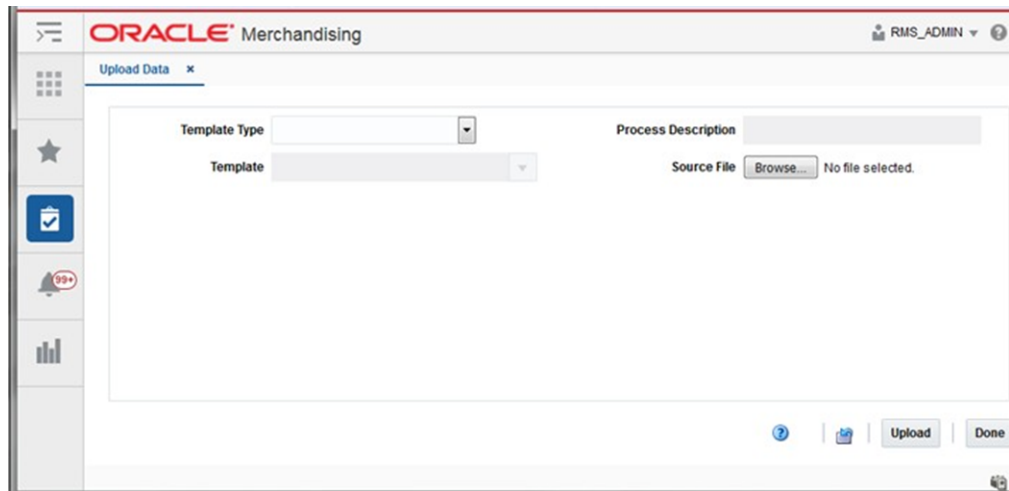 ORACLE® Merchandising
RMS_ADMIN
Upload Data ×
Template Type
Process Description
Template
Source File Browse... No file selected.
99+
?
Upload
Done